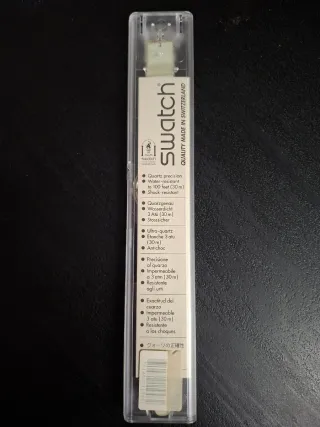 swatch
QUALITY MADE IN SWITZERLAND
• Quartz precision
• Water-resistant
to 100 feet (30 m)
• Shock-resistant
• Quarzgenau
• Wasserdicht
3 Atü (30 m)
• Stosssicher
• Ultra-quartz
• Etanche 3 atu
(30 m)
• Antichoc
• Precisione
al quarzo
• Impermeabile
a 3 atm (30 m)
• Resistente
agli urti
• Exactitud del
cuarzo
• Impermeable
3 atu (30 m)
• Resistente
a los choques